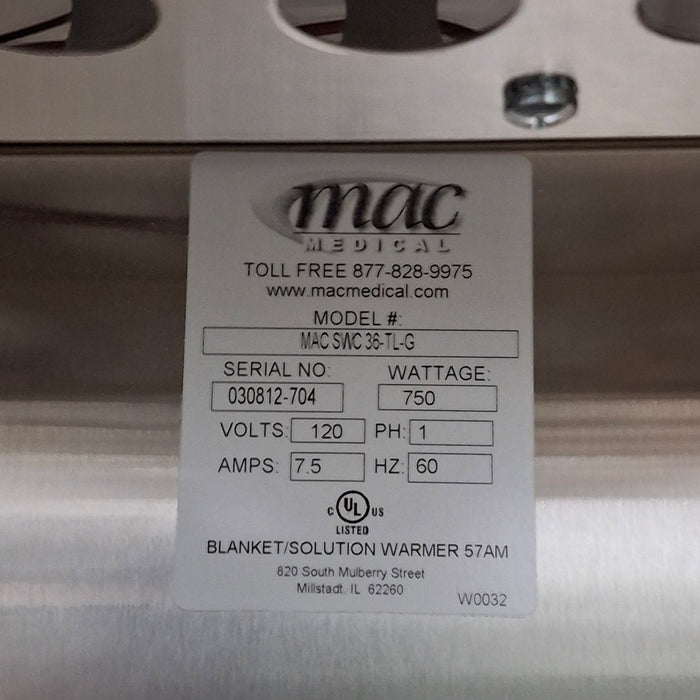 mac
MEDICAL
TOLL FREE 877-828-9975
www.macmedical.com
MODEL #:
MAC SWC 36-TL-G
SERIAL NO: WATTAGE:
030812-704 750
VOLTS: 120 PH: 1
AMPS: 7.5 HZ: 60
C UL US
LISTED
BLANKET/SOLUTION WARMER 57AM
820 South Mulberry Street
Millstadt, IL 62260
W0032